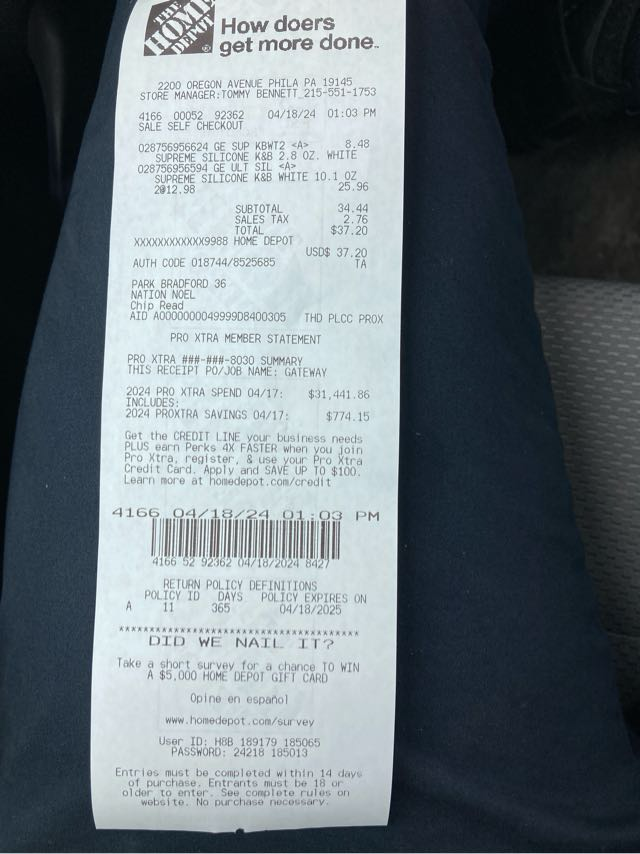 THE
HOME
DEPOT
How doers
get more done™
2200 OREGON AVENUE PHILA PA 19145
STORE MANAGER:TOMMY BENNETT 215-551-1753
4166 00052 92362 04/18/24 01:03 PM
SALE SELF CHECKOUT
028756956624 GE SUP KBWT2 <A> 8.48
SUPREME SILICONE K&B 2.8 OZ. WHITE
028756956594 GE ULT SIL <A>
SUPREME SILICONE K&B WHITE 10.1 OZ
2@12.98 25.96
SUBTOTAL 34.44
SALES TAX 2.76
TOTAL $37.20
XXXXXXXXXXXX9988 HOME DEPOT
USD$ 37.20
AUTH CODE 018744/8525685 TA
PARK BRADFORD 36
NATION NOEL
Chip Read
AID A0000000049999D8400305 THD PLCC PROX
PRO XTRA MEMBER STATEMENT
PRO XTRA ###-###-8030 SUMMARY
THIS RECEIPT PO/JOB NAME: GATEWAY
2024 PRO XTRA SPEND 04/17: $31,441.86
INCLUDES:
2024 PROXTRA SAVINGS 04/17: $774.15
Get the CREDIT LINE your business needs
PLUS earn Perks 4X FASTER when you join
Pro Xtra, register, & use your Pro Xtra
Credit Card. Apply and SAVE UP TO $100.
Learn more at homedepot.com/credit
4166 04/18/24 01:03 PM
4166 52 92362 04/18/2024 8427
RETURN POLICY DEFINITIONS
POLICY ID DAYS POLICY EXPIRES ON
A 11 365 04/18/2025
****************************************
DID WE NAIL IT?
Take a short survey for a chance TO WIN
A $5,000 HOME DEPOT GIFT CARD
Opine en español
www.homedepot.com/survey
User ID: H8B 189179 185065
PASSWORD: 24218 185013
Entries must be completed within 14 days
of purchase. Entrants must be 18 or
older to enter. See complete rules on
website. No purchase necessary.